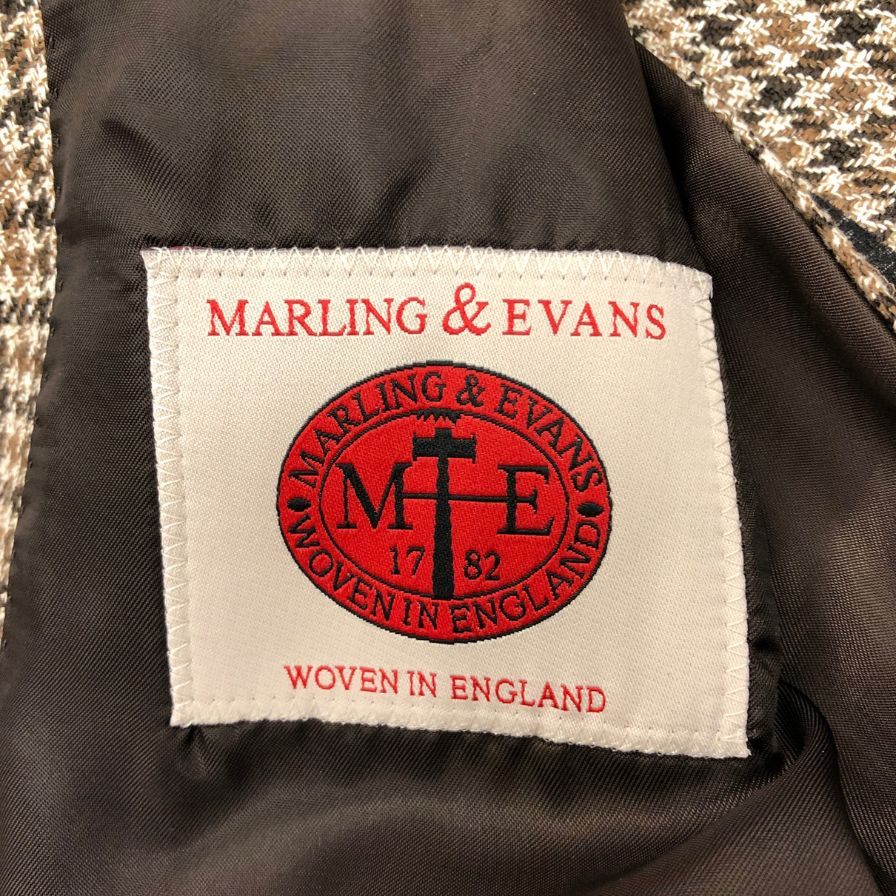 MARLING & EVANS
MARLING & EVANS
M E
17 82
WOVEN IN ENGLAND
WOVEN IN ENGLAND